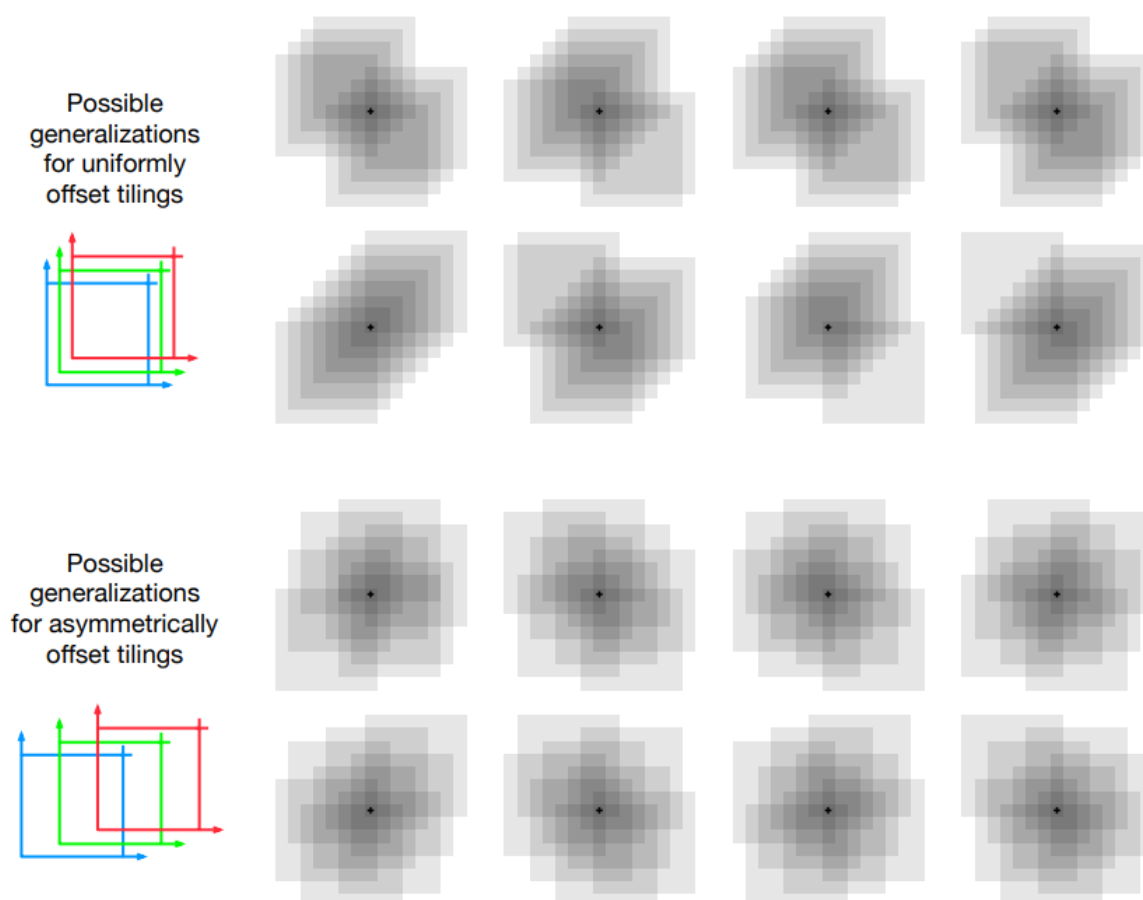 Possible
generalizations
for uniformly
offset tilings
Possible
generalizations
for asymmetrically
offset tilings